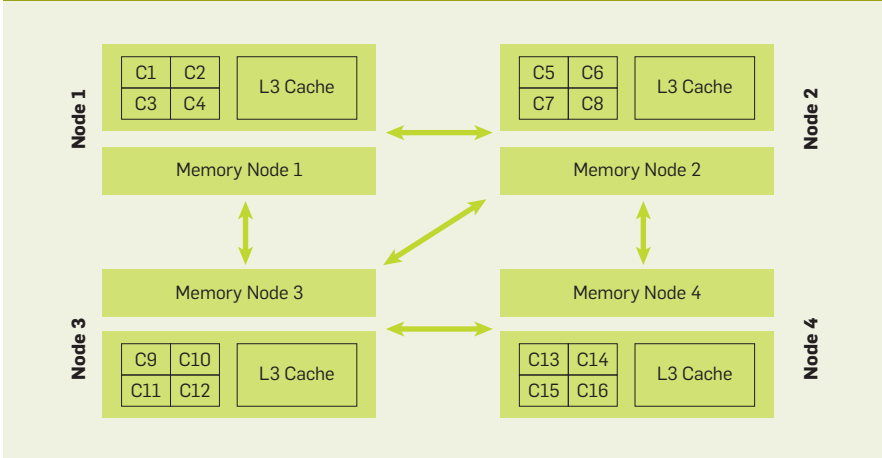 Node 1
C1 C2
C3 C4
L3 Cache
Memory Node 1
Node 2
C5 C6
C7 C8
L3 Cache
Memory Node 2
Node 3
Memory Node 3
C9 C10
C11 C12
L3 Cache
Node 4
Memory Node 4
C13 C14
C15 C16
L3 Cache